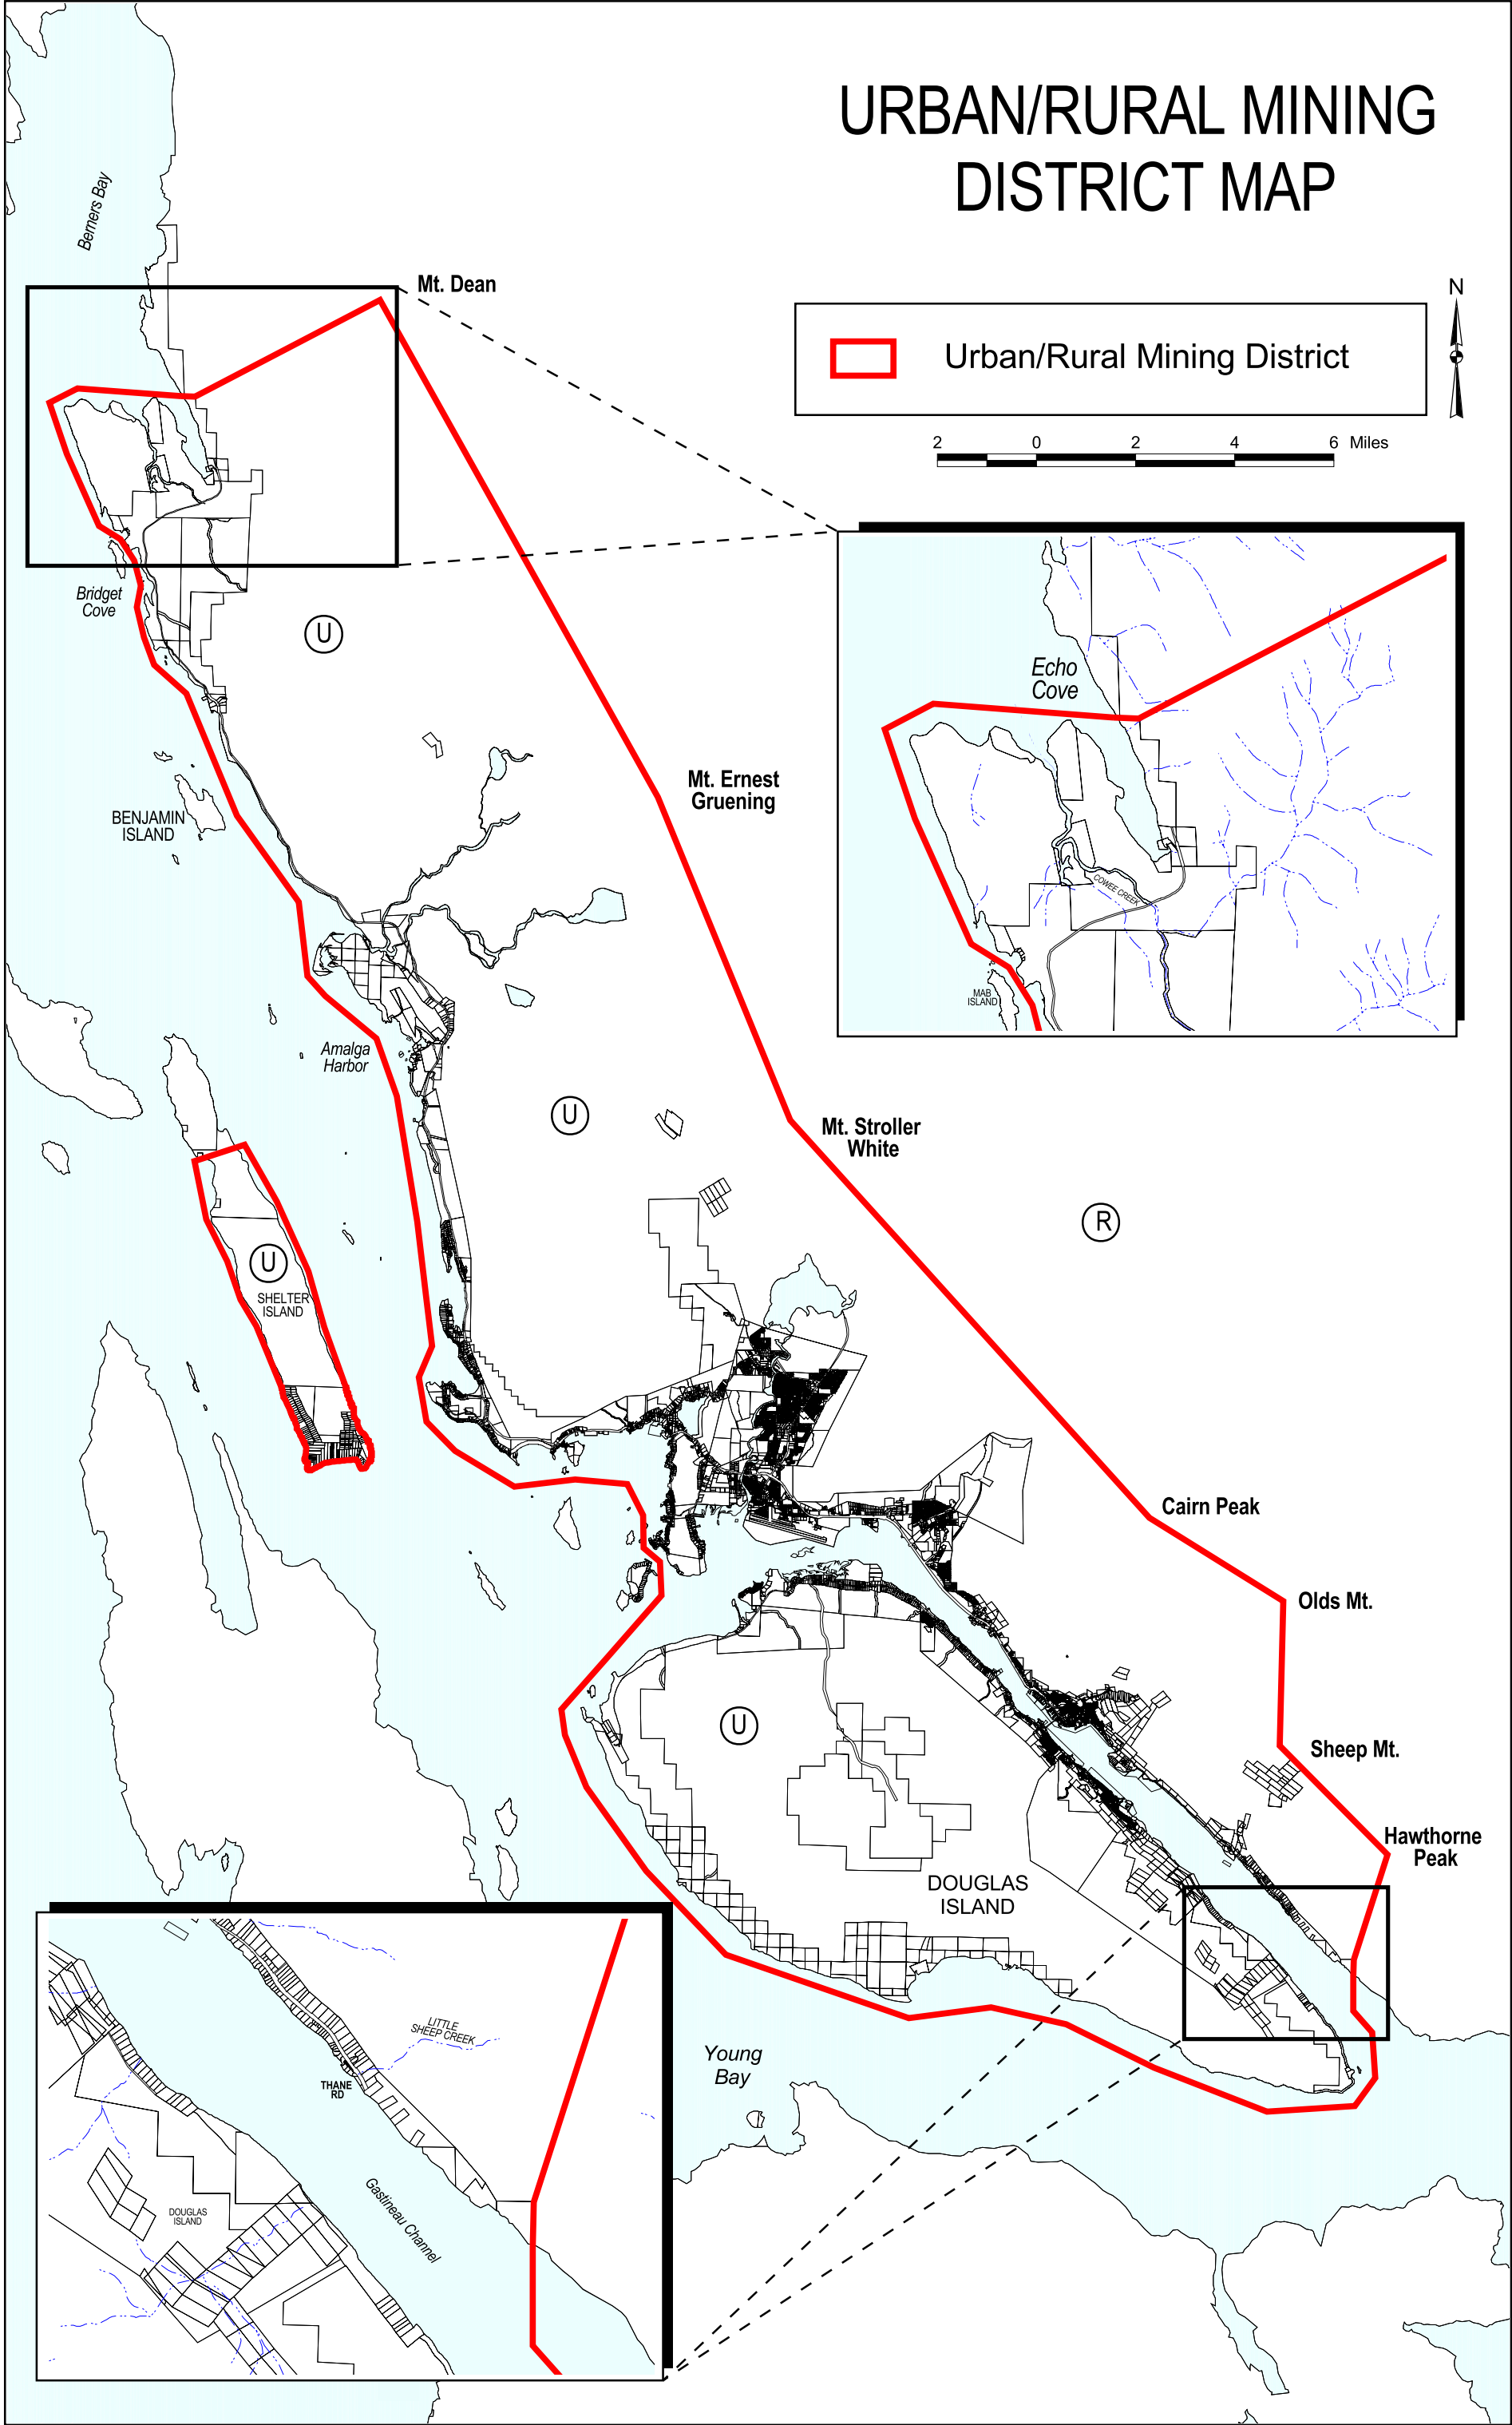 URBAN/RURAL MINING
DISTRICT MAP
Berners Bay
Mt. Dean
N
Urban/Rural Mining District
2 0 2 4 6 Miles
Bridget
Cove
U
Echo
Cove
COWEE CREEK
MAB
ISLAND
Mt. Ernest
Gruening
BENJAMIN
ISLAND
Amalga
Harbor
U
Mt. Stroller
White
R
U
SHELTER
ISLAND
Cairn Peak
Olds Mt.
U
Sheep Mt.
Hawthorne
Peak
DOUGLAS
ISLAND
Young
Bay
LITTLE
SHEEP CREEK
THANE
RD
DOUGLAS
ISLAND
Gastineau Channel